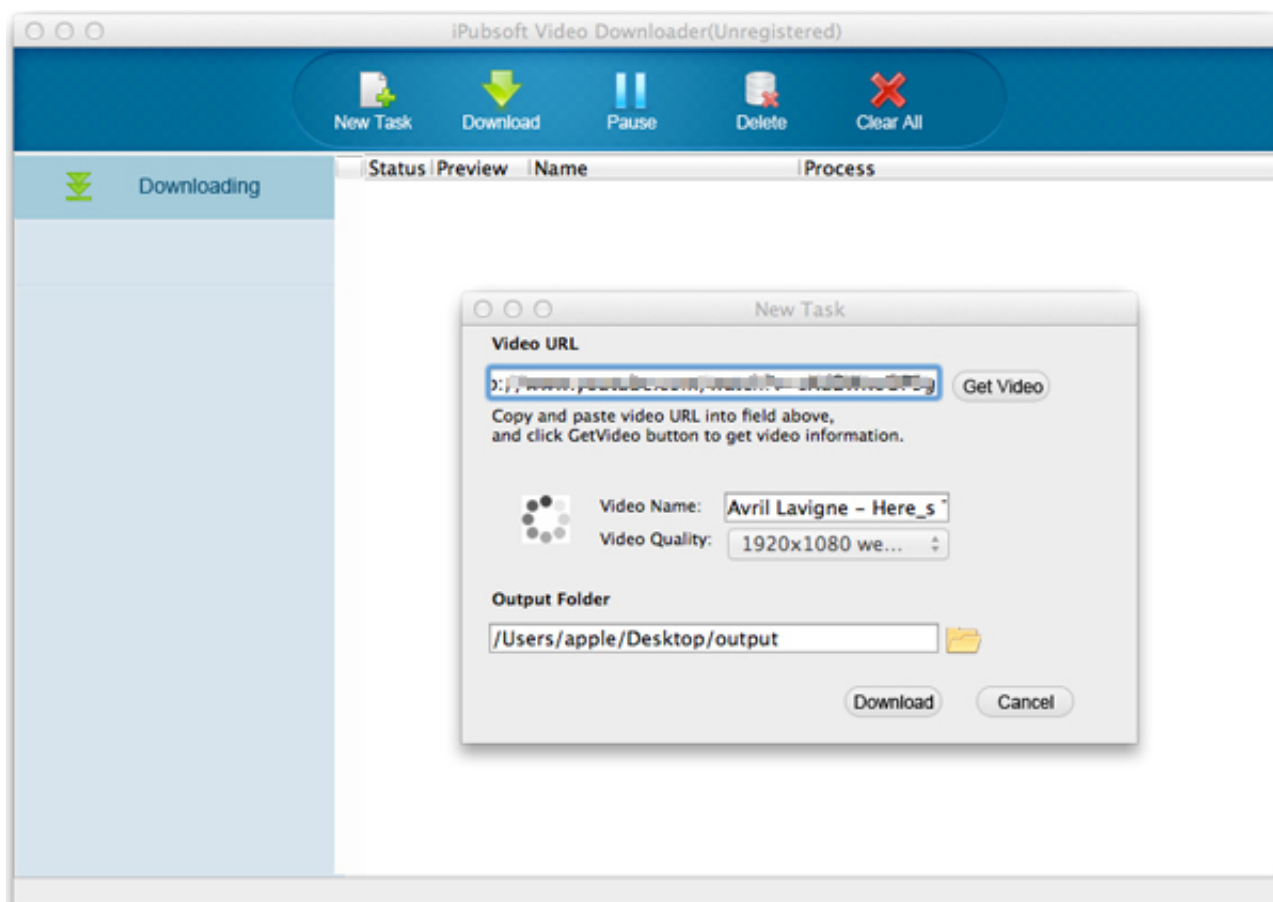 iPubsoft Video Downloader(Unregistered)
New Task Download Pause Delete Clear All
Downloading
Status Preview Name Process
New Task
Video URL
Get Video
Copy and paste video URL into field above,
and click GetVideo button to get video information.
Video Name: Avril Lavigne – Here_s
Video Quality: 1920x1080 we...
Output Folder
/Users/apple/Desktop/output
Download Cancel